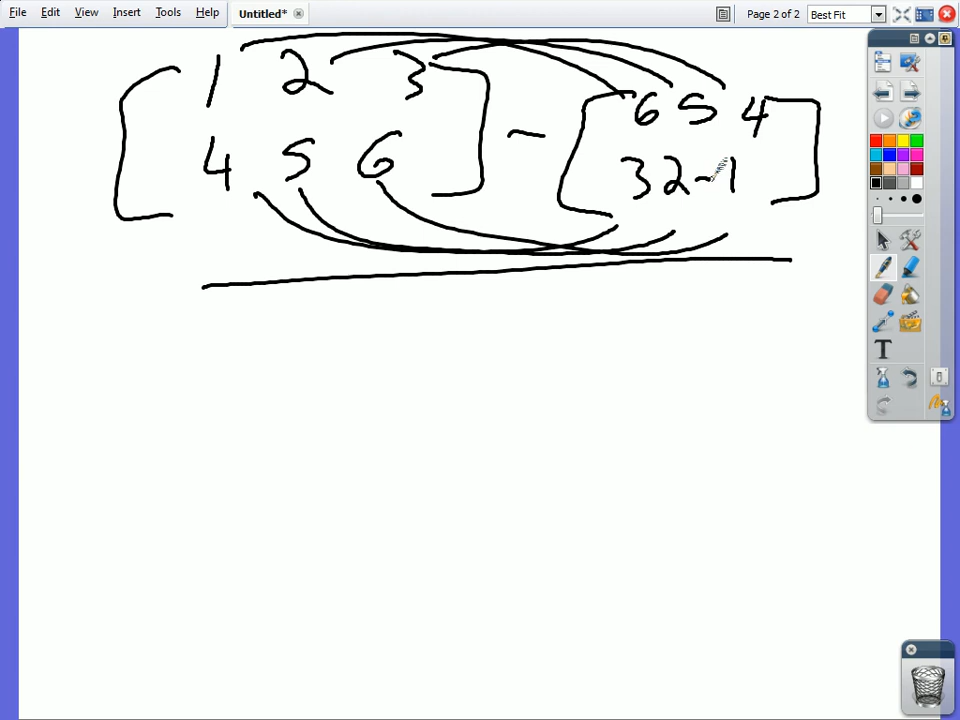 File Edit View Insert Tools Help Untitled* Page 2 of 2 Best Fit
[1 2 3] - [6 5 4]
[4 5 6] [3 2 -1]
T